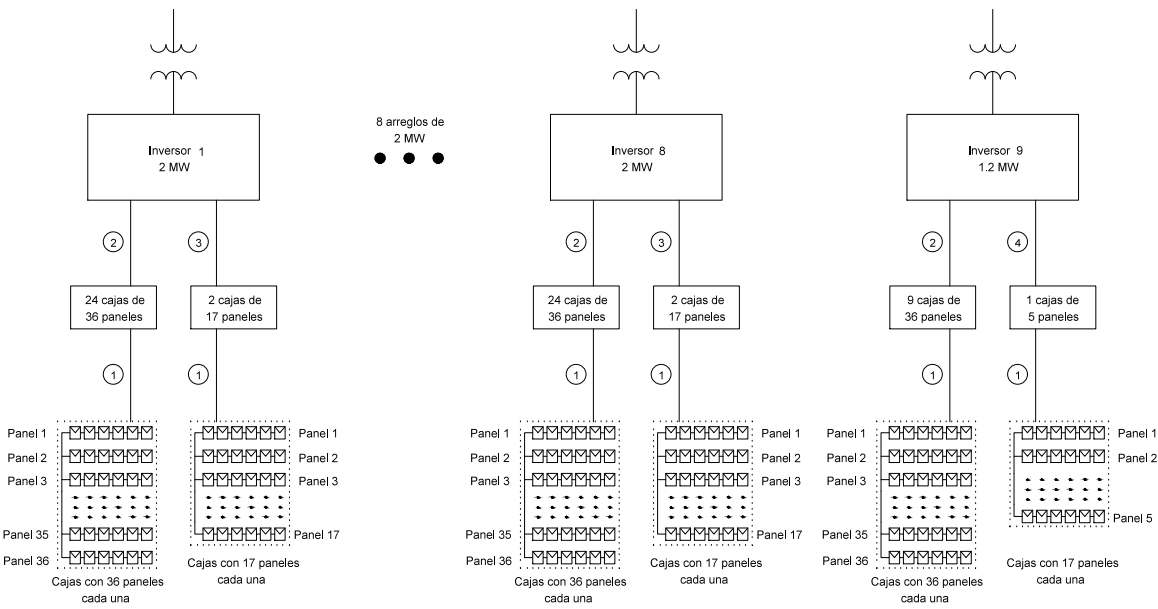 Inversor 1
2 MW
2
3
24 cajas de
36 paneles
2 cajas de
17 paneles
1
1
Panel 1
Panel 2
Panel 3
Panel 35
Panel 36
Cajas con 36 paneles
cada una
Panel 1
Panel 2
Panel 3
Panel 17
Cajas con 17 paneles
cada una
8 arreglos de
2 MW
Inversor 8
2 MW
2
3
24 cajas de
36 paneles
2 cajas de
17 paneles
1
1
Panel 1
Panel 2
Panel 3
Panel 35
Panel 36
Cajas con 36 paneles
cada una
Panel 1
Panel 2
Panel 3
Panel 17
Cajas con 17 paneles
cada una
Inversor 9
1.2 MW
2
4
9 cajas de
36 paneles
1 cajas de
5 paneles
1
1
Panel 1
Panel 2
Panel 3
Panel 35
Panel 36
Cajas con 36 paneles
cada una
Panel 1
Panel 2
Panel 5
Cajas con 17 paneles
cada una